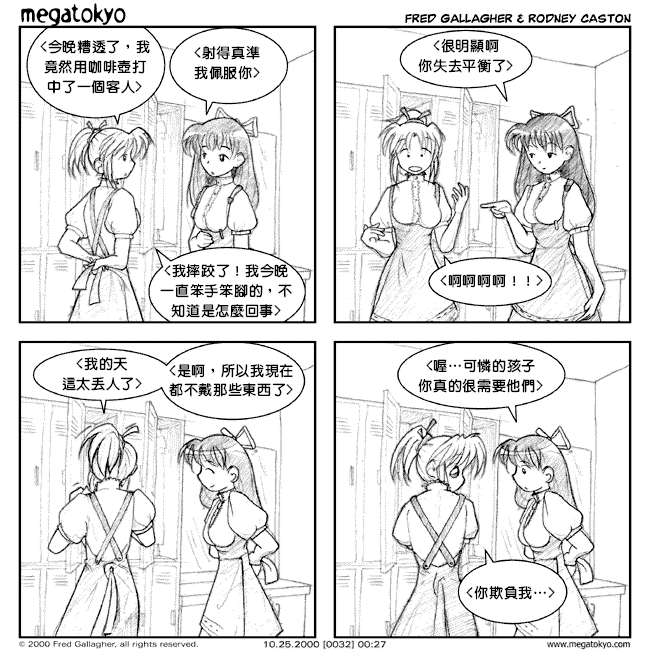 megatokyo
FRED GALLAGHER & RODNEY CASTON
<今晚糟透了，我
竟然用咖啡壺打
中了一個客人>
<射得真準
我佩服你>
<我摔跤了！我今晚
一直笨手笨腳的，不
知道是怎麼回事>
<很明顯啊
你失去平衡了>
<啊啊啊啊！！>
<我的天
這太丟人了>
<是啊，所以我現在
都不戴那些東西了>
<喔…可憐的孩子
你真的很需要他們>
<你欺負我…>
© 2000 Fred Gallagher, all rights reserved.
10.25.2000 [0032] 00:27
www.megatokyo.com